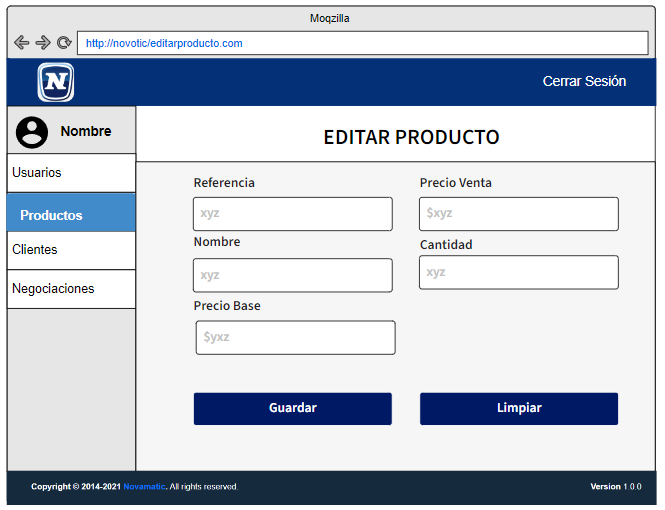 Moqzilla
http://novotic/editarproducto.com
N
Cerrar Sesión
Nombre
EDITAR PRODUCTO
Usuarios
Productos
Clientes
Negociaciones
Referencia
xyz
Precio Venta
$xyz
Nombre
xyz
Cantidad
xyz
Precio Base
$yxz
Guardar
Limpiar
Copyright © 2014-2021 Novamatic. All rights reserved.
Version 1.0.0